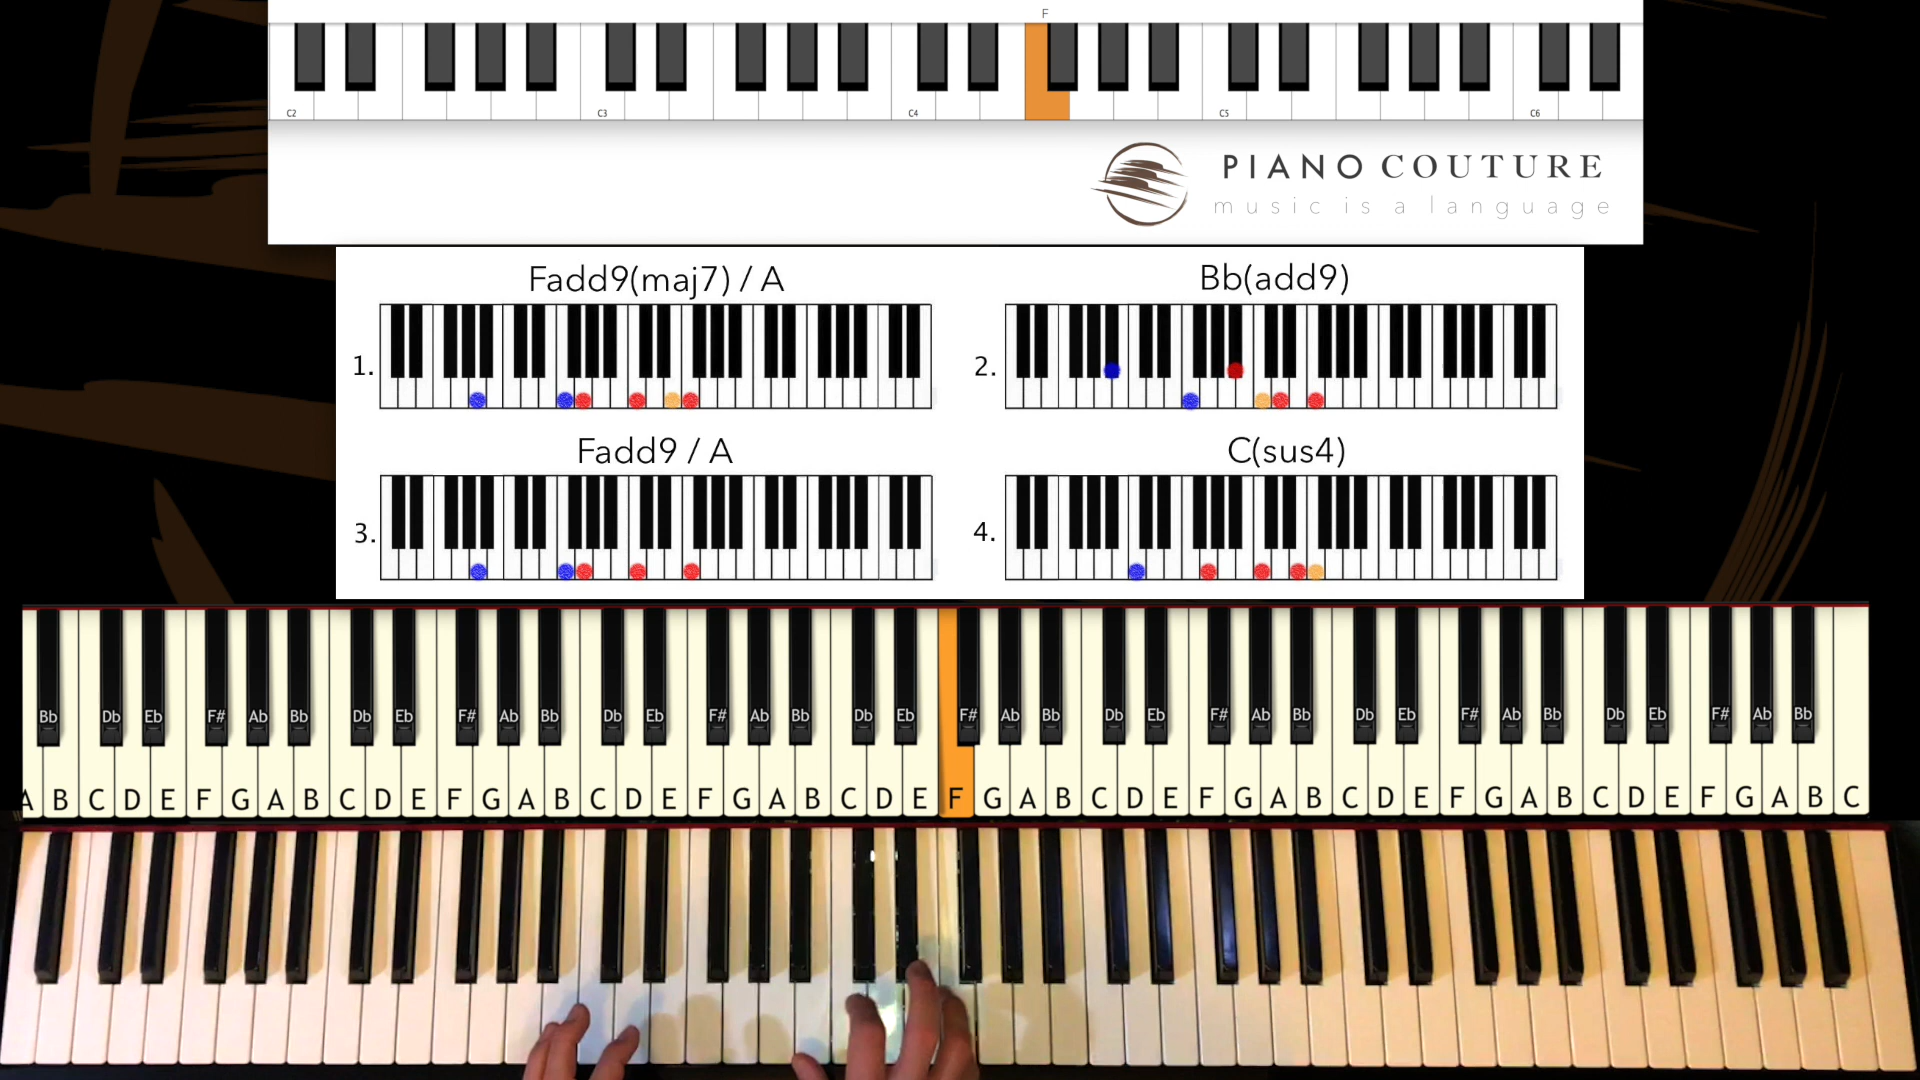 F
C2 C3 C4 C5 C6
PIANO COUTURE
music is a language
Fadd9(maj7) / A
Bb(add9)
1.
2.
Fadd9 / A
C(sus4)
3.
4.
Bb Db Eb F# Ab Bb Db Eb F# Ab Bb Db Eb F# Ab Bb Db Eb F# Ab Bb Db Eb F# Ab Bb Db Eb F# Ab Bb Db Eb F# Ab Bb
A B C D E F G A B C D E F G A B C D E F G A B C D E F G A B C D E F G A B C D E F G A B C D E F G A B C